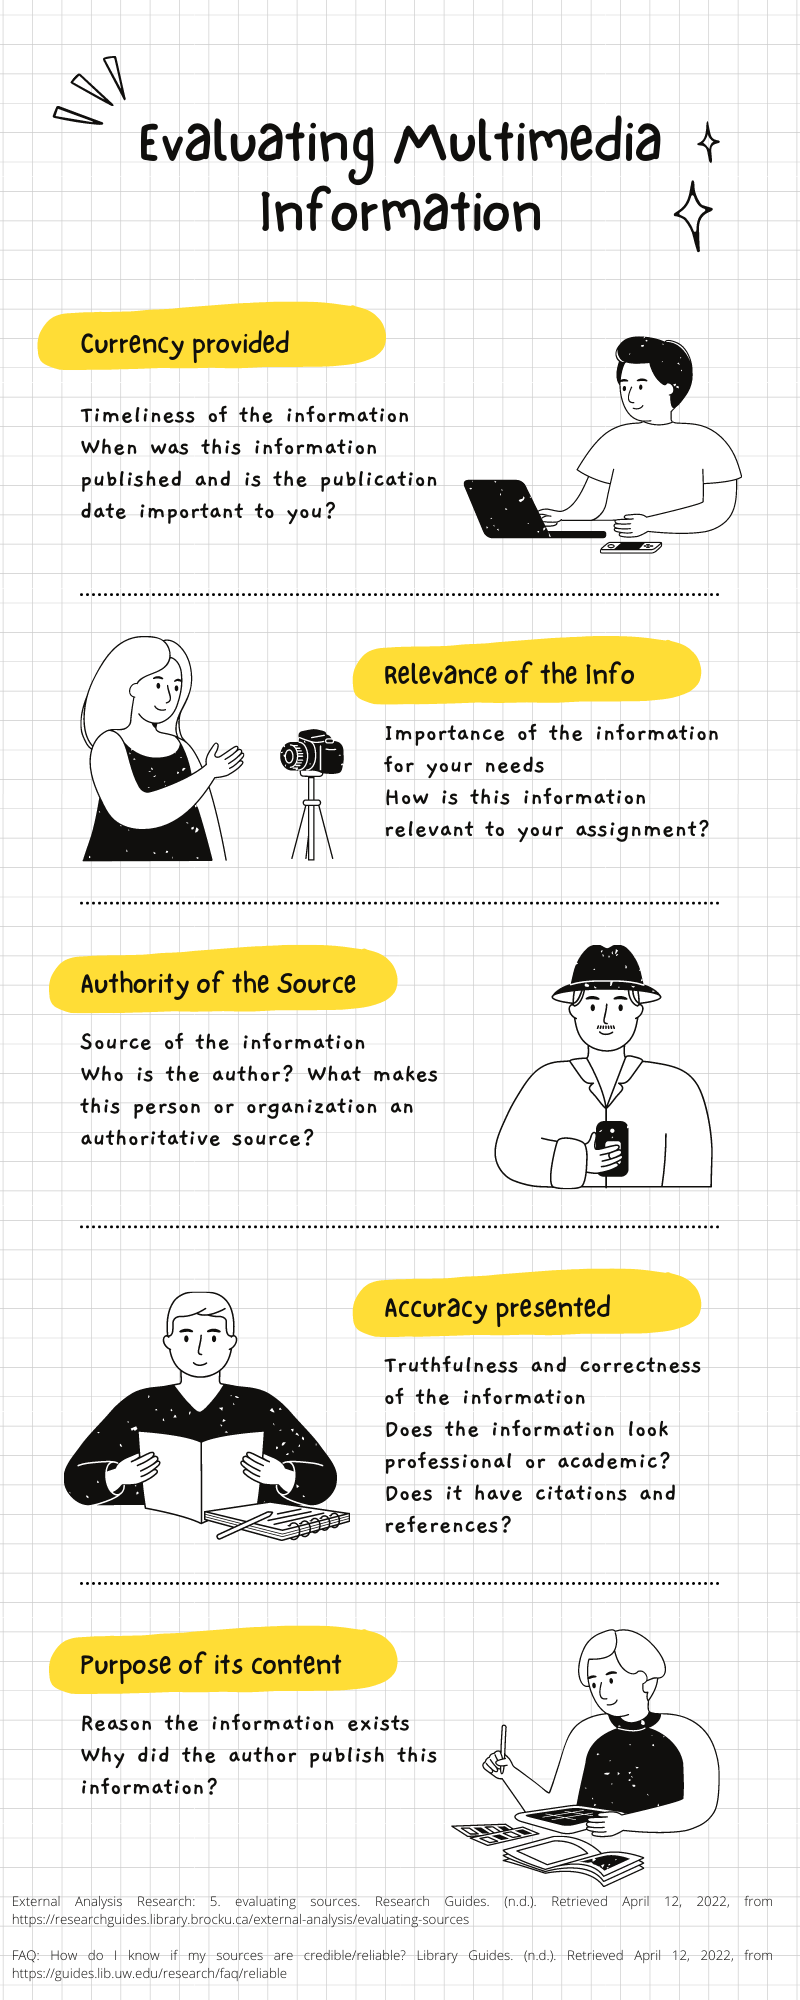 Evaluating Multimedia
Information
Currency provided
Timeliness of the information
When was this information
published and is the publication
date important to you?
Relevance of the Info
Importance of the information
for your needs
How is this information
relevant to your assignment?
Authority of the Source
Source of the information
Who is the author? What makes
this person or organization an
authoritative source?
Accuracy presented
Truthfulness and correctness
of the information
Does the information look
professional or academic?
Does it have citations and
references?
Purpose of its content
Reason the information exists
Why did the author publish this
information?
External Analysis Research: 5. evaluating sources. Research Guides. (n.d.). Retrieved April 12, 2022, from
https://researchguides.library.brocku.ca/external-analysis/evaluating-sources
FAQ: How do I know if my sources are credible/reliable? Library Guides. (n.d.). Retrieved April 12, 2022, from
https://guides.lib.uw.edu/research/faq/reliable